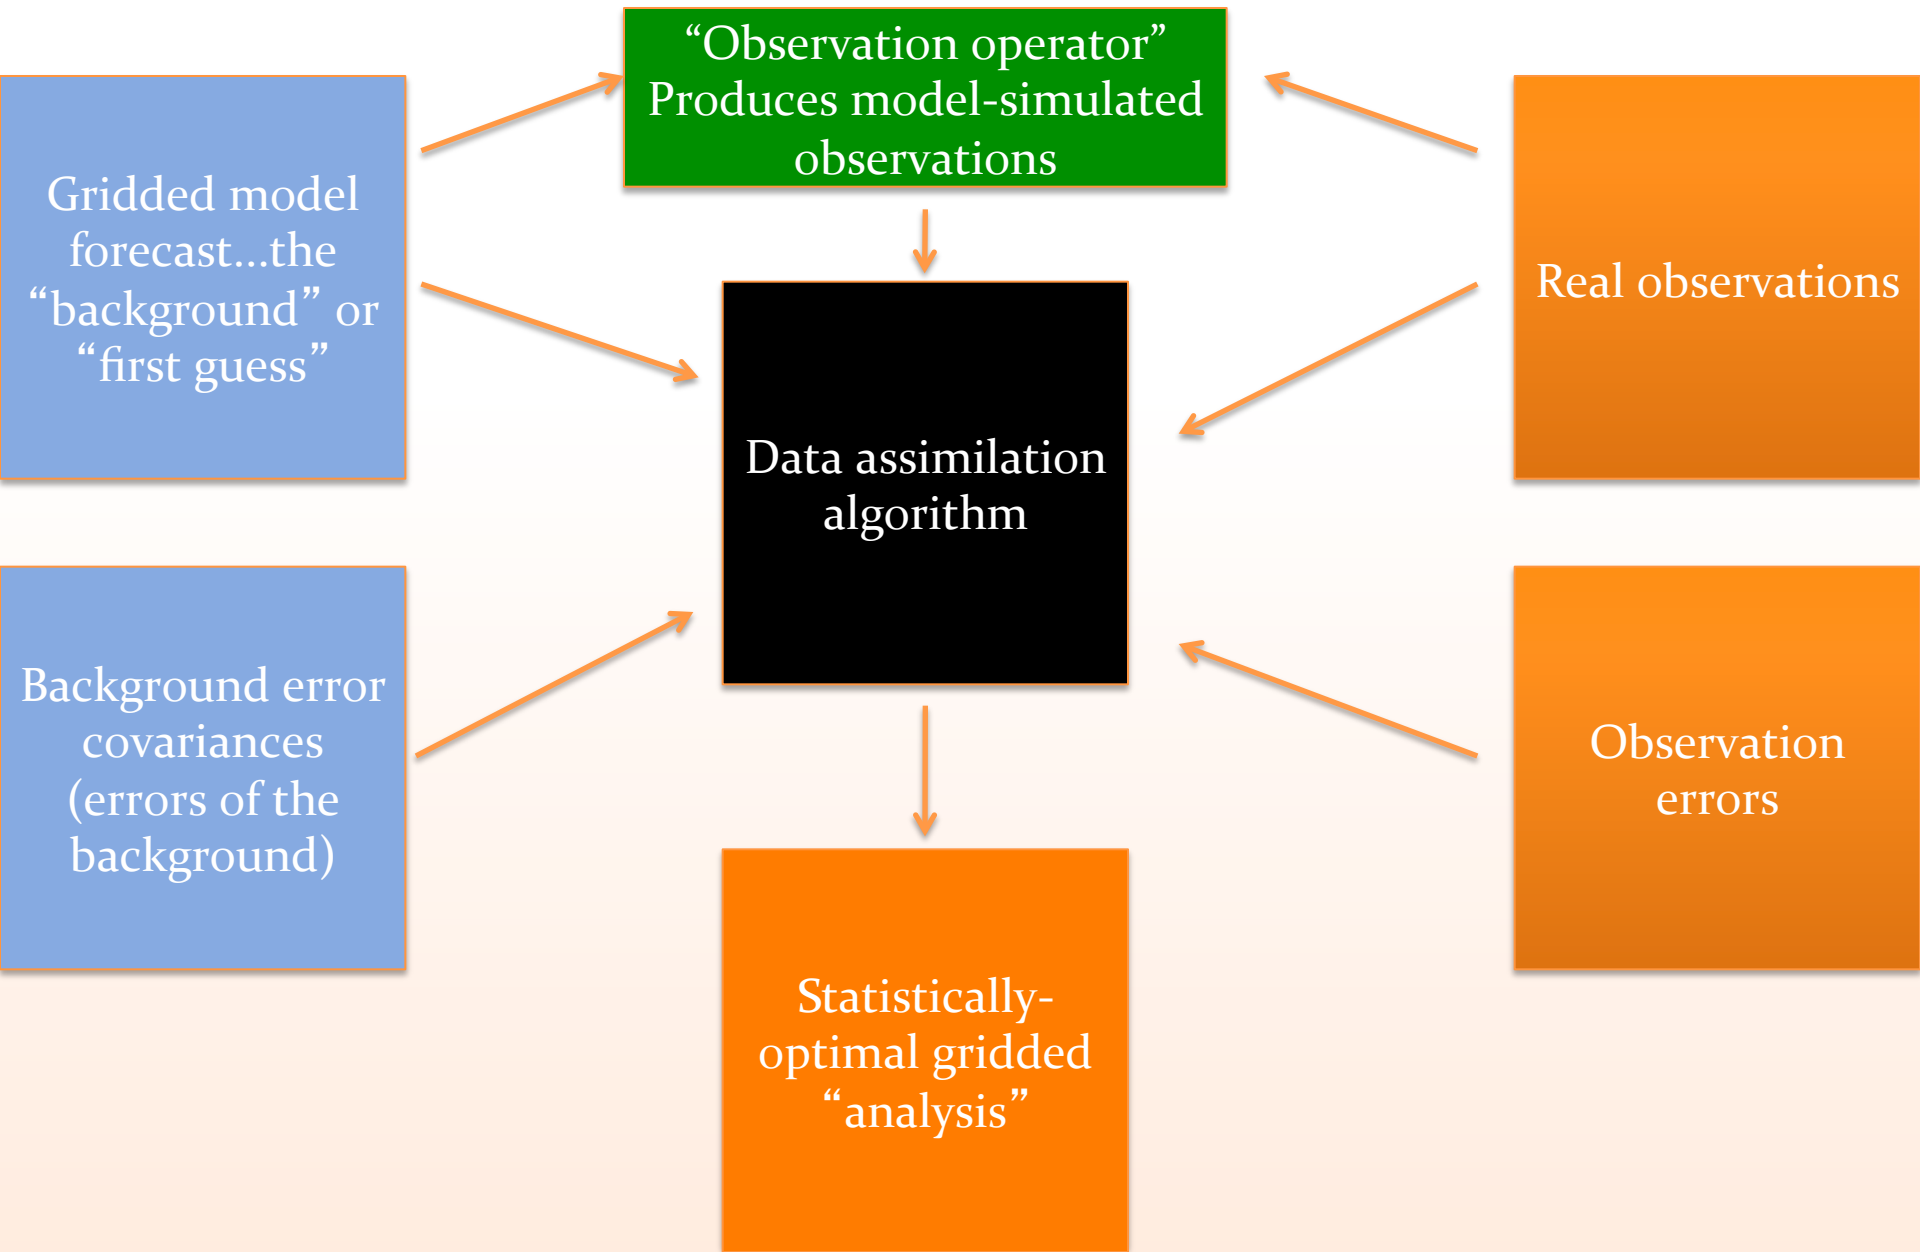 “Observation operator”
Produces model-simulated
observations
Gridded model
forecast...the
“background” or
“first guess”
Real observations
Data assimilation
algorithm
Background error
covariances
(errors of the
background)
Observation
errors
Statistically-
optimal gridded
“analysis”